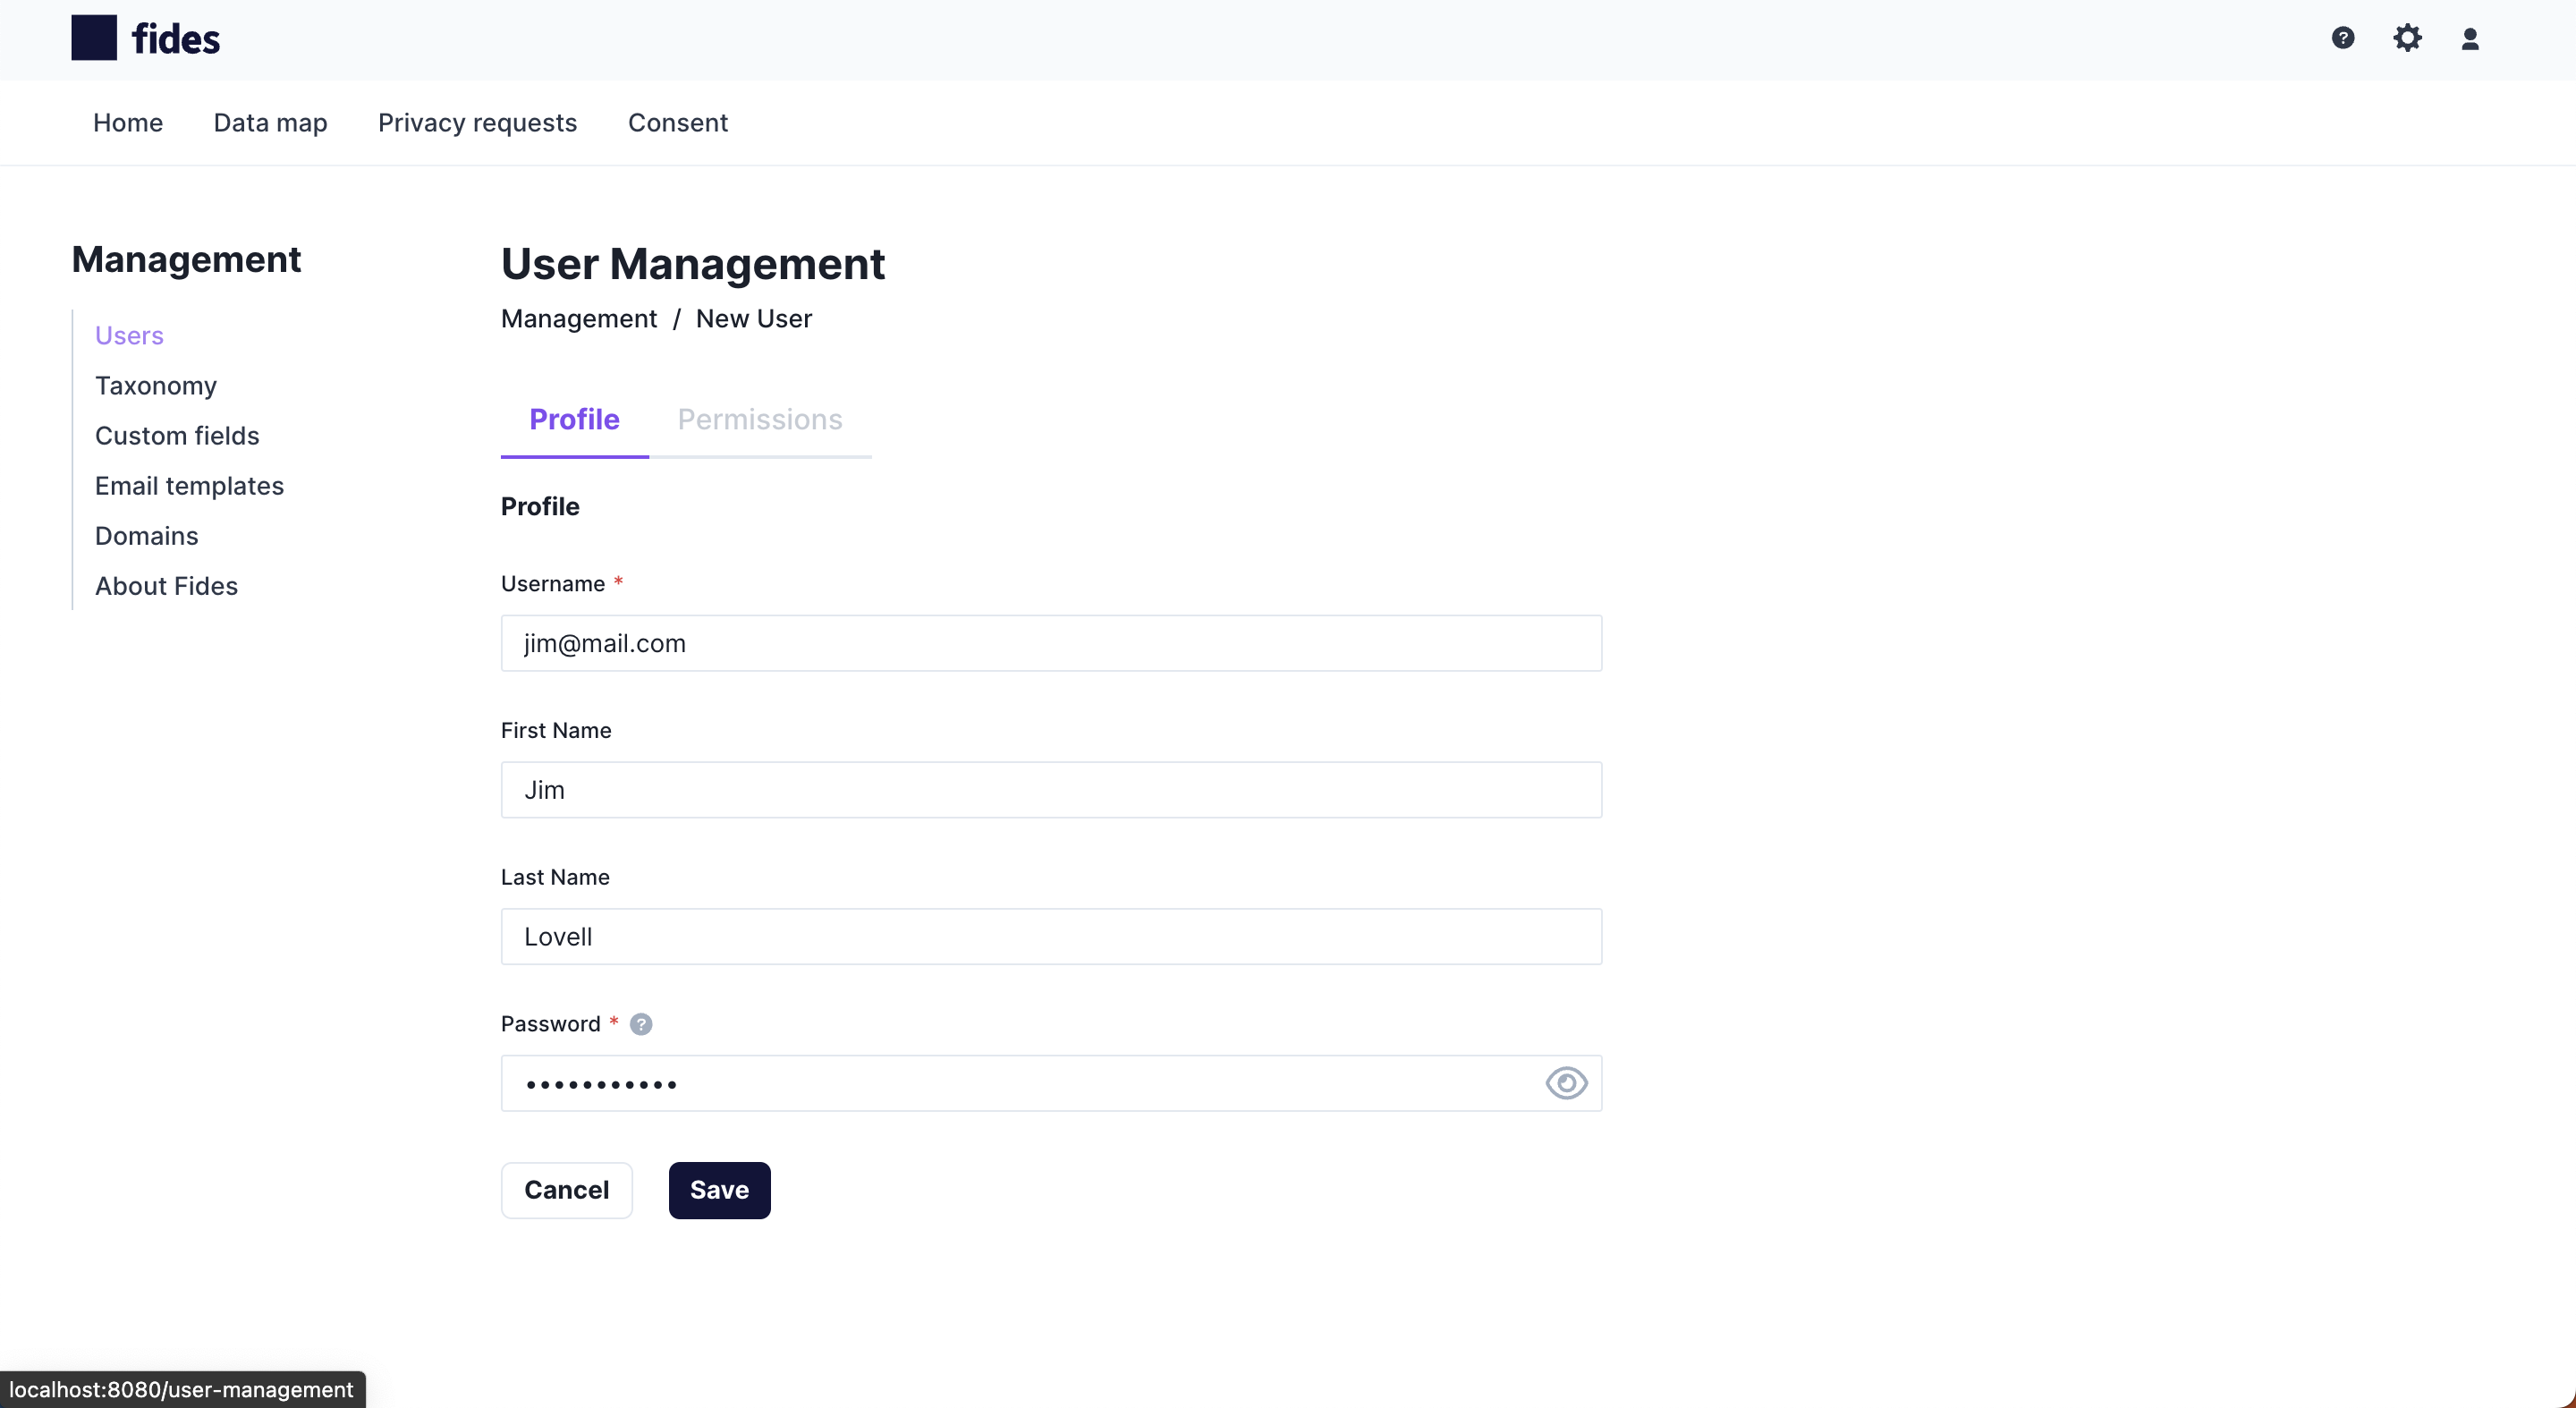 fides
Home Data map Privacy requests Consent
Management
Users
Taxonomy
Custom fields
Email templates
Domains
About Fides
User Management
Management / New User
Profile Permissions
Profile
Username *
jim@mail.com
First Name
Jim
Last Name
Lovell
Password * ?
•••••••••••
Cancel Save
localhost:8080/user-management